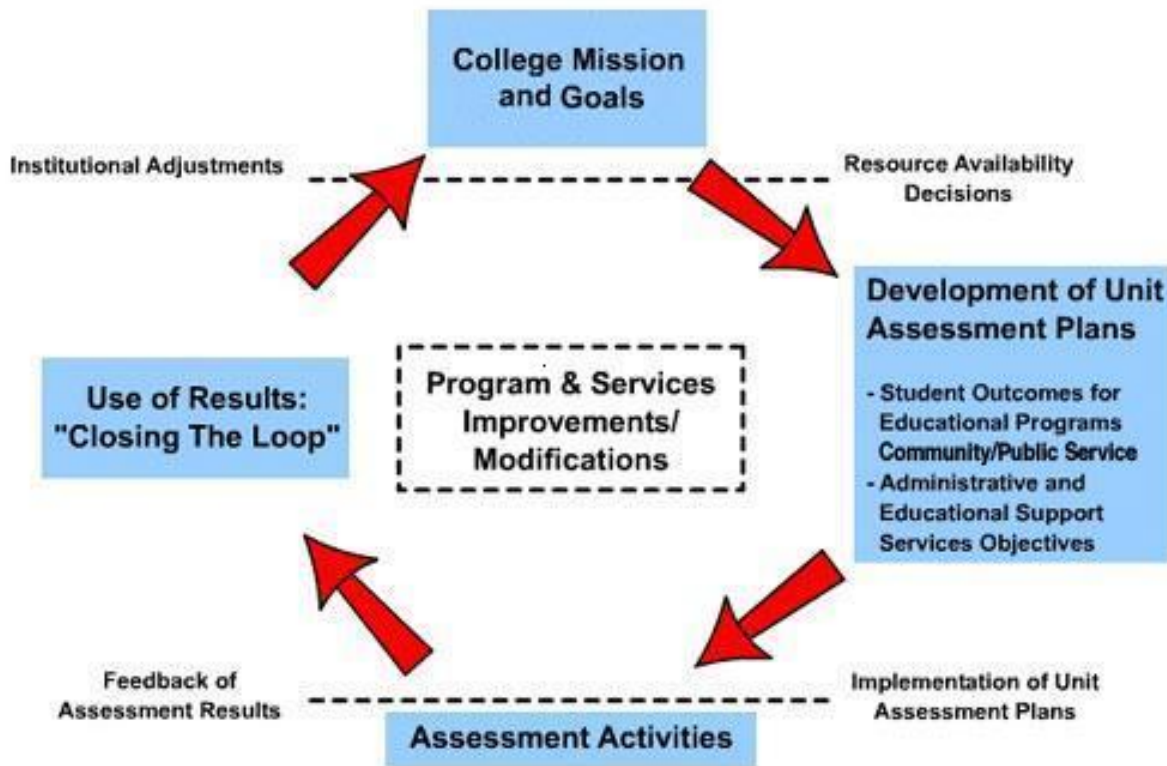 College Mission
and Goals
Institutional Adjustments
Resource Availability
Decisions
Development of Unit
Assessment Plans
- Student Outcomes for
Educational Programs
Community/Public Service
- Administrative and
Educational Support
Services Objectives
Program & Services
Improvements/
Modifications
Use of Results:
"Closing The Loop"
Feedback of
Assessment Results
Implementation of Unit
Assessment Plans
Assessment Activities